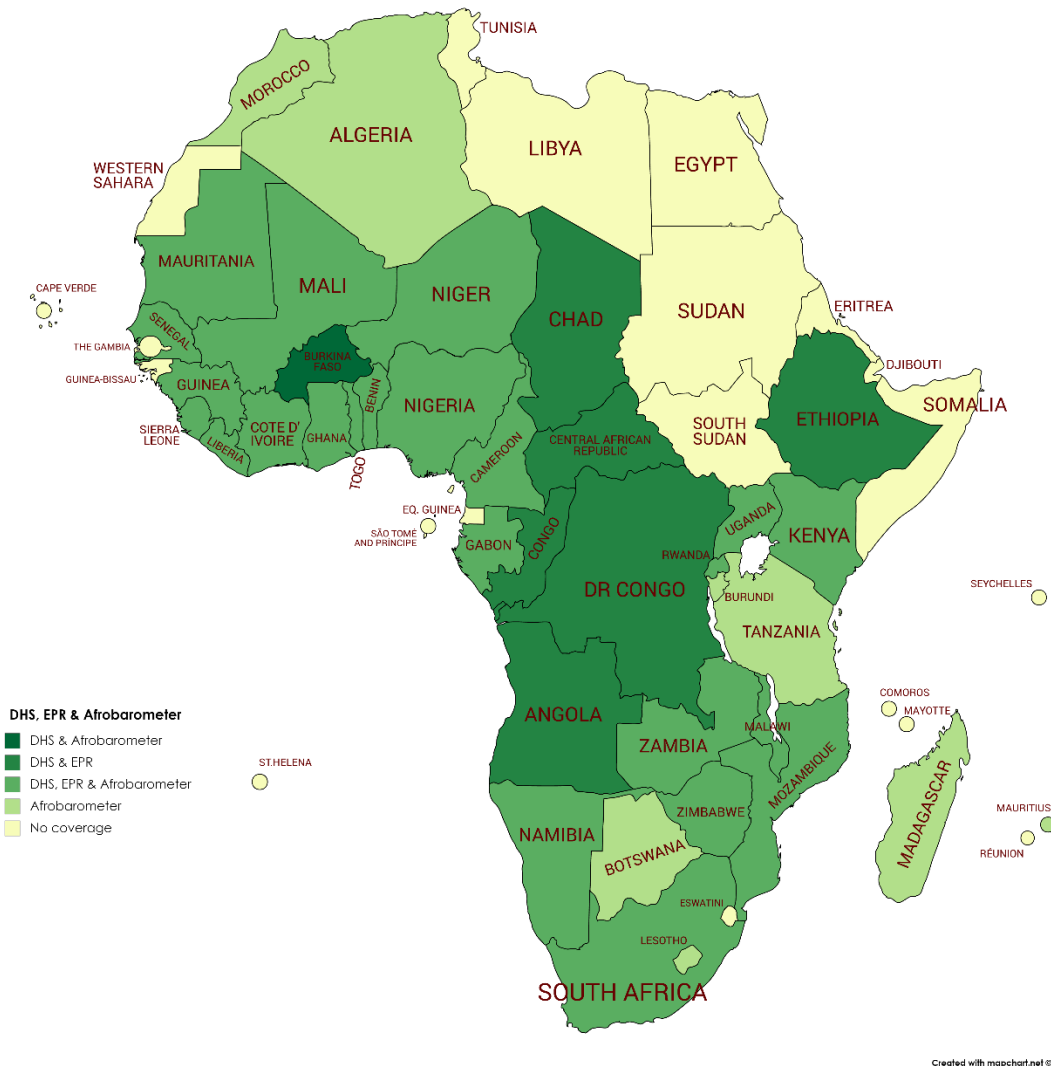 TUNISIA
MOROCCO
ALGERIA
LIBYA
EGYPT
WESTERN
SAHARA
MAURITANIA
MALI
NIGER
CHAD
SUDAN
ERITREA
CAPE VERDE
SENEGAL
THE GAMBIA
BURKINA
FASO
DJIBOUTI
GUINEA-BISSAU
GUINEA
BENIN
NIGERIA
SOMALIA
ETHIOPIA
SOUTH
SUDAN
SIERRA
LEONE
COTE D'
IVOIRE
GHANA
LIBERIA
TOGO
CAMEROON
CENTRAL AFRICAN
REPUBLIC
EQ. GUINEA
SÃO TOMÉ
AND PRÍNCIPE
GABON
CONGO
UGANDA
KENYA
RWANDA
DR CONGO
BURUNDI
SEYCHELLES
TANZANIA
COMOROS
MAYOTTE
ANGOLA
MALAWI
ZAMBIA
MOZAMBIQUE
ST.HELENA
DHS, EPR & Afrobarometer
DHS & Afrobarometer
DHS & EPR
DHS, EPR & Afrobarometer
Afrobarometer
No coverage
ZIMBABWE
NAMIBIA
BOTSWANA
MADAGASCAR
MAURITIUS
RÉUNION
ESWATINI
LESOTHO
SOUTH AFRICA
Created with mapchart.net ©